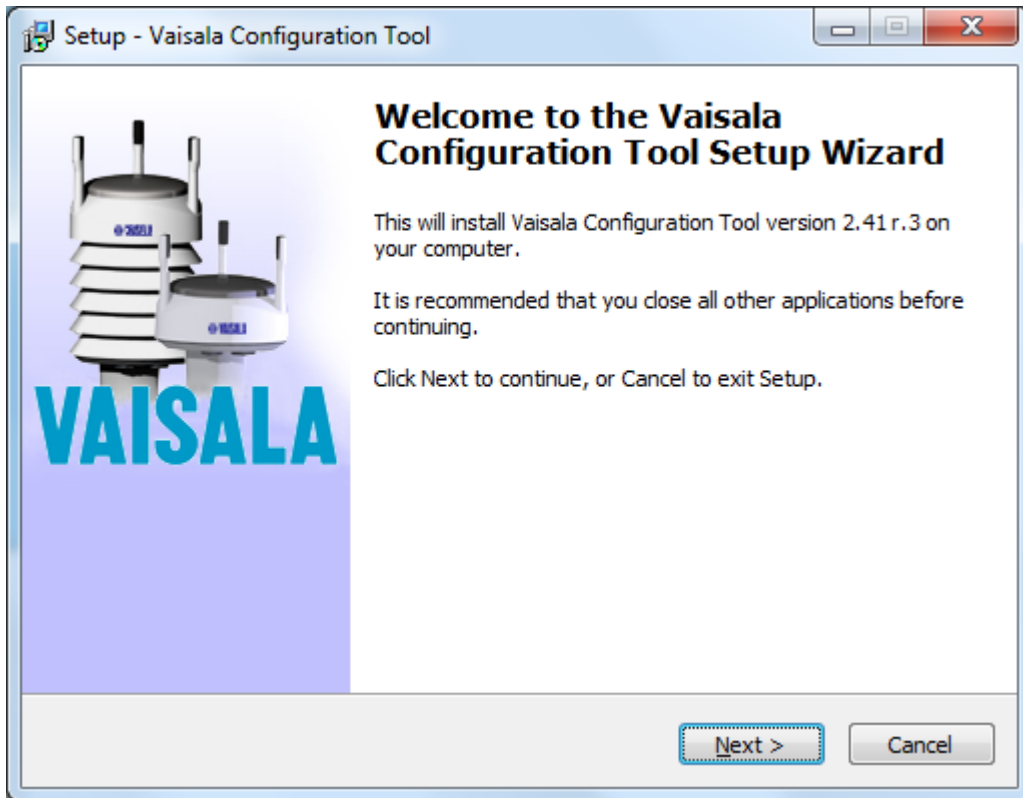 Setup - Vaisala Configuration Tool
Welcome to the Vaisala
Configuration Tool Setup Wizard
This will install Vaisala Configuration Tool version 2.41 r.3 on
your computer.
It is recommended that you close all other applications before
continuing.
Click Next to continue, or Cancel to exit Setup.
VAISALA
VAISALA
VAISALA
Next >
Cancel